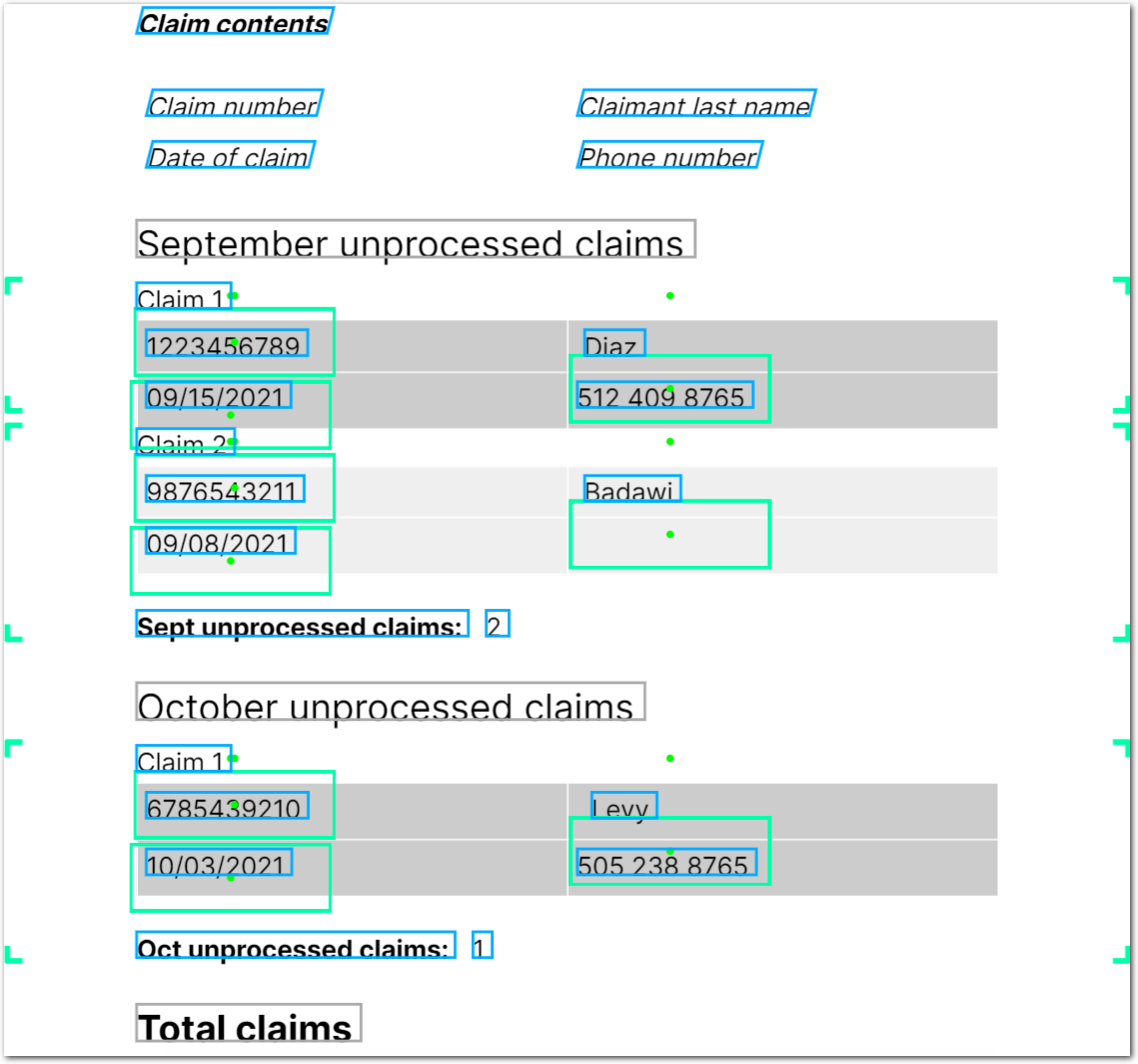 Claim contents
Claim number Claimant last name
Date of claim Phone number
September unprocessed claims
Claim 1
1223456789 Diaz
09/15/2021 512 409 8765
Claim 2
9876543211 Badawi
09/08/2021
Sept unprocessed claims: 2
October unprocessed claims
Claim 1
6785439210 Levy
10/03/2021 505 238 8765
Oct unprocessed claims: 1
Total claims